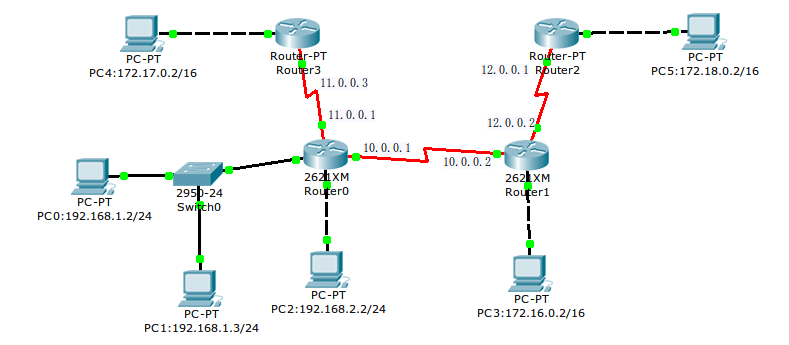 PC-PT
PC4:172.17.0.2/16
Router-PT
Router3
Router-PT
Router2
PC-PT
PC5:172.18.0.2/16
11.0.0.3
12.0.0.1
11.0.0.1
12.0.0.2
10.0.0.1
10.0.0.2
2621XM
Router0
2621XM
Router1
2950-24
Switch0
PC-PT
PC0:192.168.1.2/24
PC-PT
PC1:192.168.1.3/24
PC-PT
PC2:192.168.2.2/24
PC-PT
PC3:172.16.0.2/16